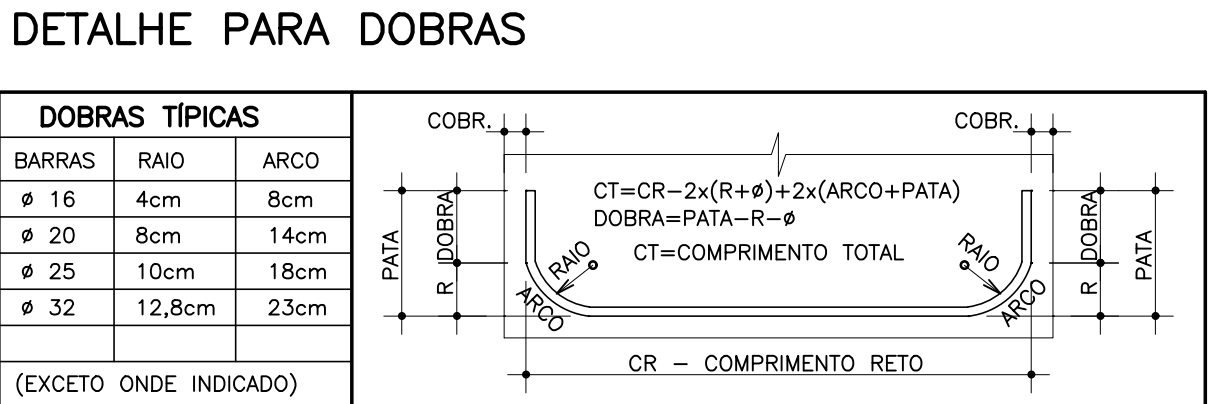 DETALHE PARA DOBRAS
DOBRAS TÍPICAS
BARRAS RAIO ARCO
ø 16 4cm 8cm
ø 20 8cm 14cm
ø 25 10cm 18cm
ø 32 12,8cm 23cm
(EXCETO ONDE INDICADO)
COBR. COBR.
CT=CR-2x(R+ø)+2x(ARCO+PATA)
DOBRA=PATA-R-ø
CT=COMPRIMENTO TOTAL
PATA
R DOBRA
RAIO
ARCO
RAIO
ARCO
R DOBRA
PATA
CR - COMPRIMENTO RETO